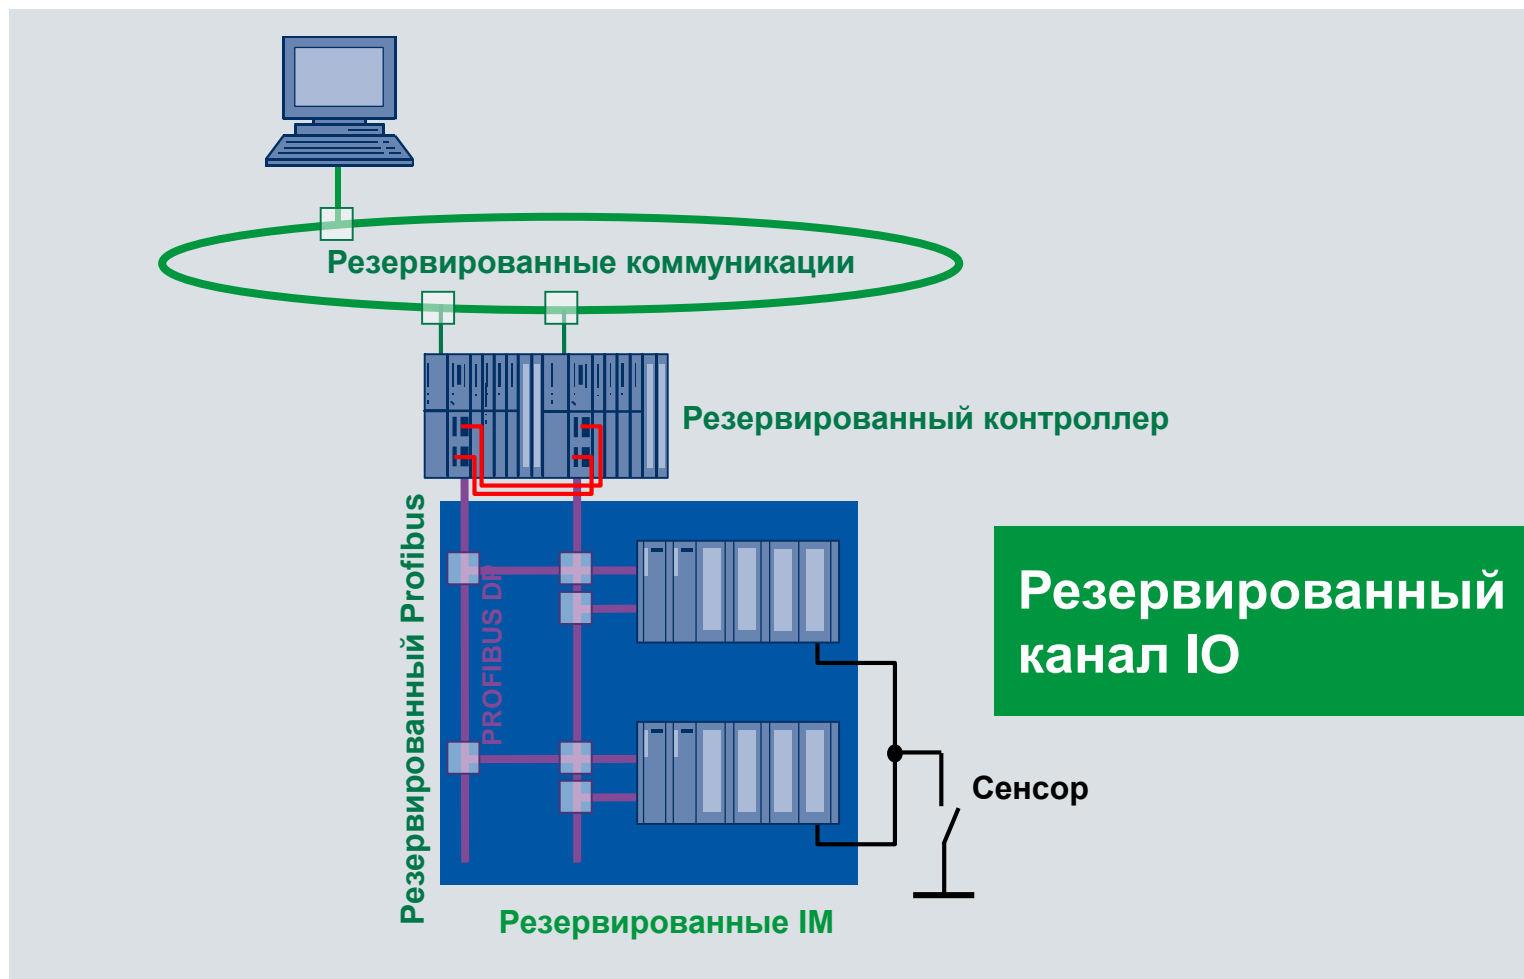 Резервированные коммуникации
Резервированный контроллер
Резервированный Profibus
PROFIBUS DP
Резервированный
канал IO
Сенсор
Резервированные IM